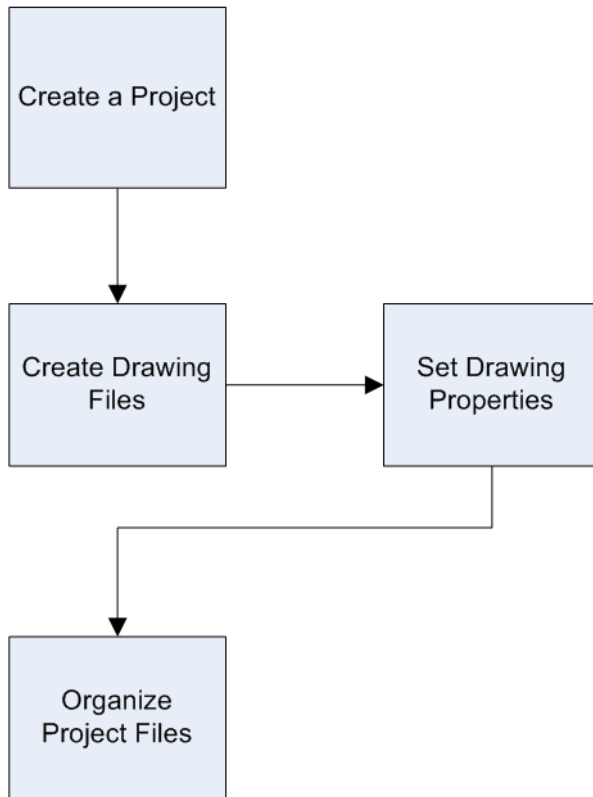 Create a Project
Create Drawing
Files
Set Drawing
Properties
Organize
Project Files